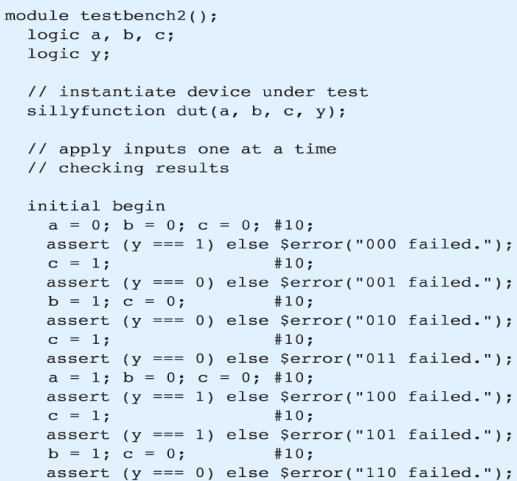 module testbench2();
logic a, b, c;
logic y;
// instantiate device under test
sillyfunction dut(a, b, c, y);
// apply inputs one at a time
// checking results
initial begin
a = 0; b = 0; c = 0; #10;
assert (y === 1) else $error("000 failed.");
c = 1; #10;
assert (y === 0) else $error("001 failed.");
b = 1; c = 0; #10;
assert (y === 0) else $error("010 failed.");
c = 1; #10;
assert (y === 0) else $error("011 failed.");
a = 1; b = 0; c = 0; #10;
assert (y === 1) else $error("100 failed.");
c = 1; #10;
assert (y === 1) else $error("101 failed.");
b = 1; c = 0; #10;
assert (y === 0) else $error("110 failed.");